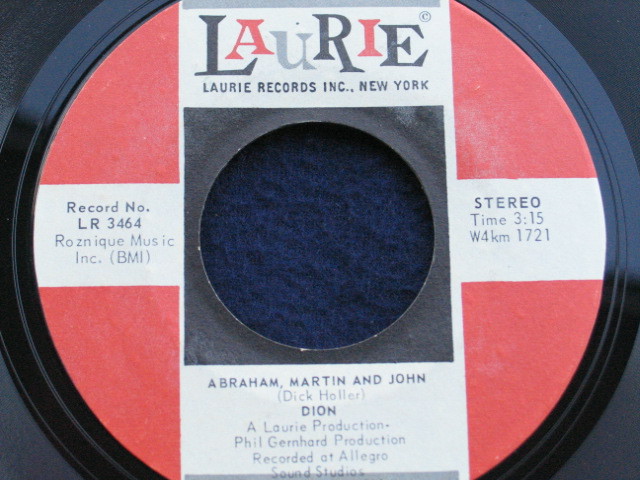 LAURIE ©
LAURIE RECORDS INC., NEW YORK
Record No.
LR 3464
Roznique Music
Inc. (BMI)
STEREO
Time 3:15
W4km 1721
ABRAHAM, MARTIN AND JOHN
(Dick Holler)
DION
A Laurie Production-
Phil Gernhard Production
Recorded at Allegro
Sound Studios